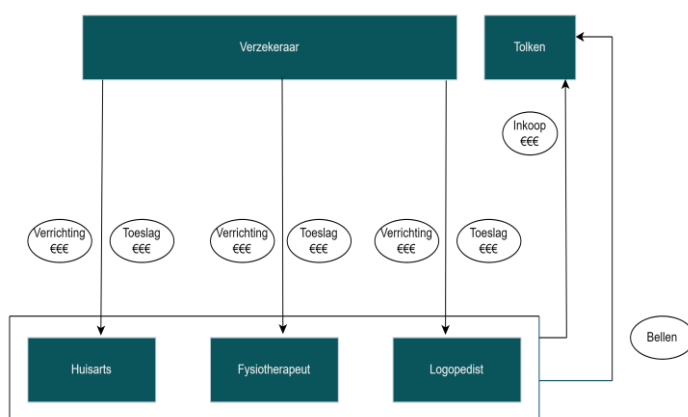 Verzekeraar
Tolken
Inkoop
€€€
Verrichting
€€€
Toeslag
€€€
Verrichting
€€€
Toeslag
€€€
Verrichting
€€€
Toeslag
€€€
Bellen
Huisarts
Fysiotherapeut
Logopedist